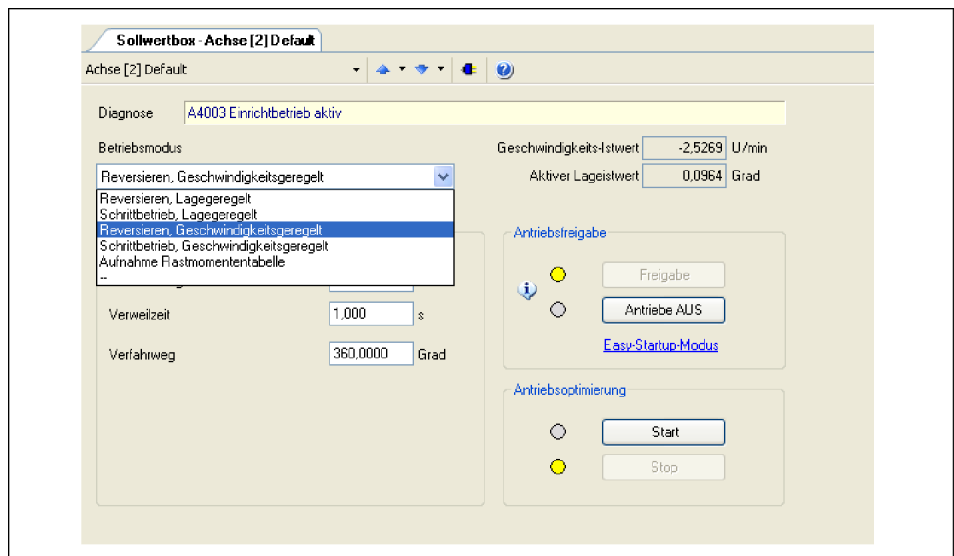 Sollwertbox - Achse [2] Default
Achse [2] Default
Diagnose A4003 Einrichtbetrieb aktiv
Betriebsmodus
Geschwindigkeits-Istwert -2,5269 U/min
Reversieren, Geschwindigkeitsgeregelt
Aktiver Lageistwert 0,0964 Grad
Reversieren, Lagegeregelt
Schrittbetrieb, Lagegeregelt
Reversieren, Geschwindigkeitsgeregelt
Schrittbetrieb, Geschwindigkeitsgeregelt
Aufnahme Rastmomententabelle
--
Verweilzeit 1,000 s
Verfahrweg 360,0000 Grad
Antriebsfreigabe
Freigabe
Antriebe AUS
Easy-Startup-Modus
Antriebsoptimierung
Start
Stop